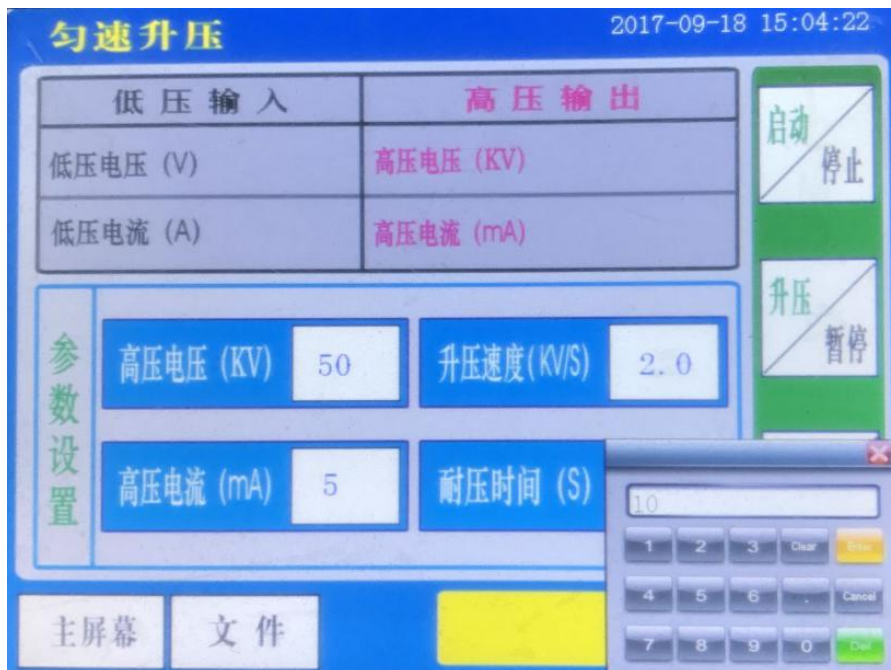 匀速升压 2017-09-18 15:04:22
低压输入 高压输出
低压电压 (V) 高压电压 (KV)
低压电流 (A) 高压电流 (mA)
启动
停止
升压
暂停
参数设置
高压电压 (KV) 50 升压速度(KV/S) 2.0
高压电流 (mA) 5 耐压时间 (S)
10
1 2 3 Clear Enter
4 5 6 . Cancel
7 8 9 0 Del
主屏幕 文件